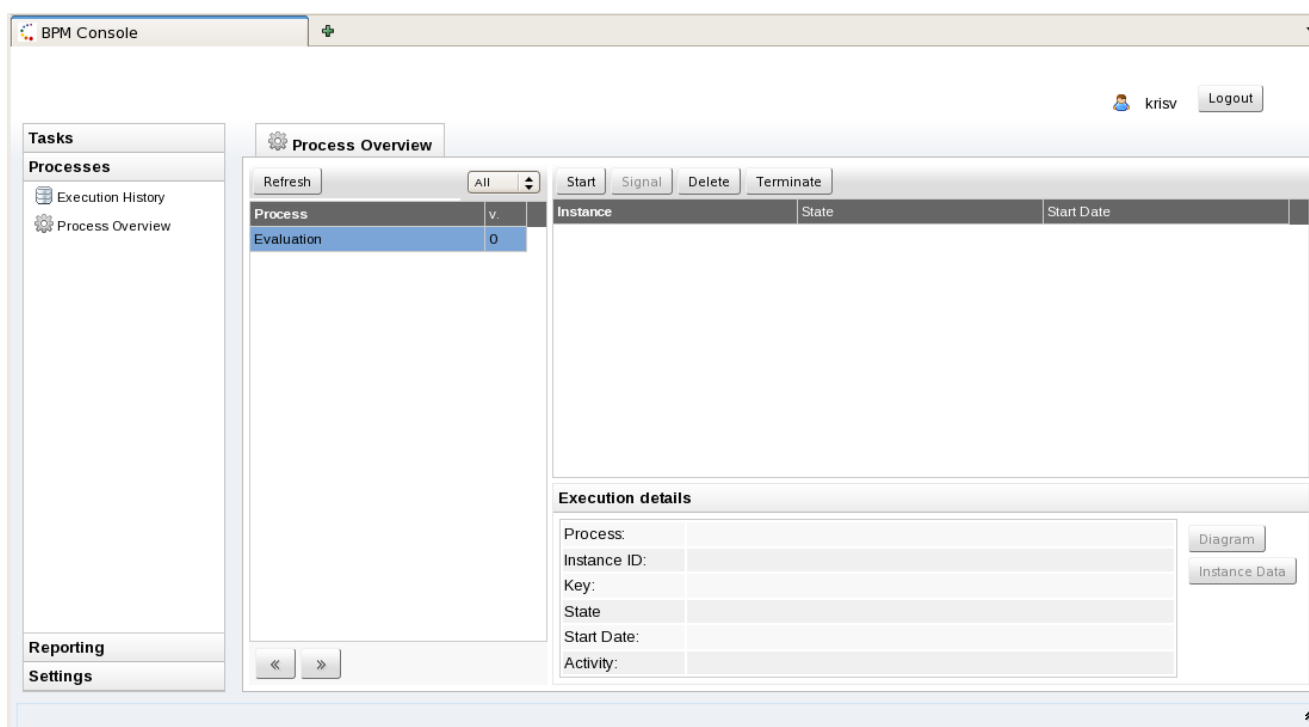 BPM Console
krisv Logout
Tasks
Processes
Execution History
Process Overview
Reporting
Settings
Process Overview
Refresh All
Process v.
Evaluation 0
« »
Start Signal Delete Terminate
Instance State Start Date
Execution details
Process:
Instance ID:
Key:
State
Start Date:
Activity:
Diagram
Instance Data